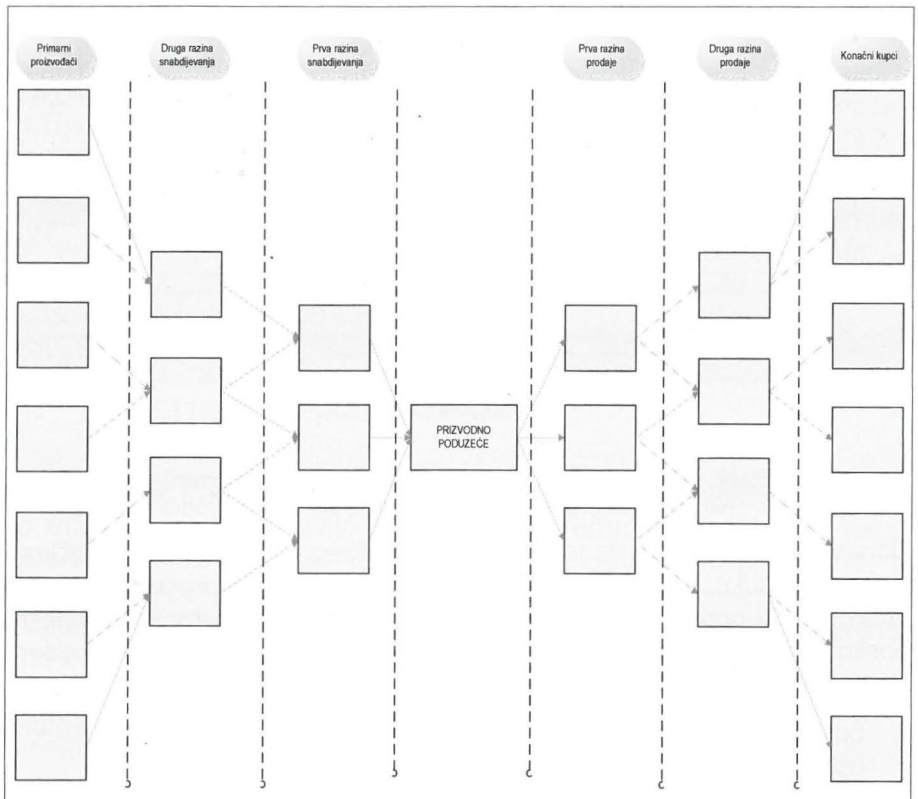 Primarni
proizvođači
Druga razina
snabdijevanja
Prva razina
snabdijevanja
Prva razina
prodaje
Druga razina
prodaje
Konačni kupci
PRIZVODNO
PODUZEĆE